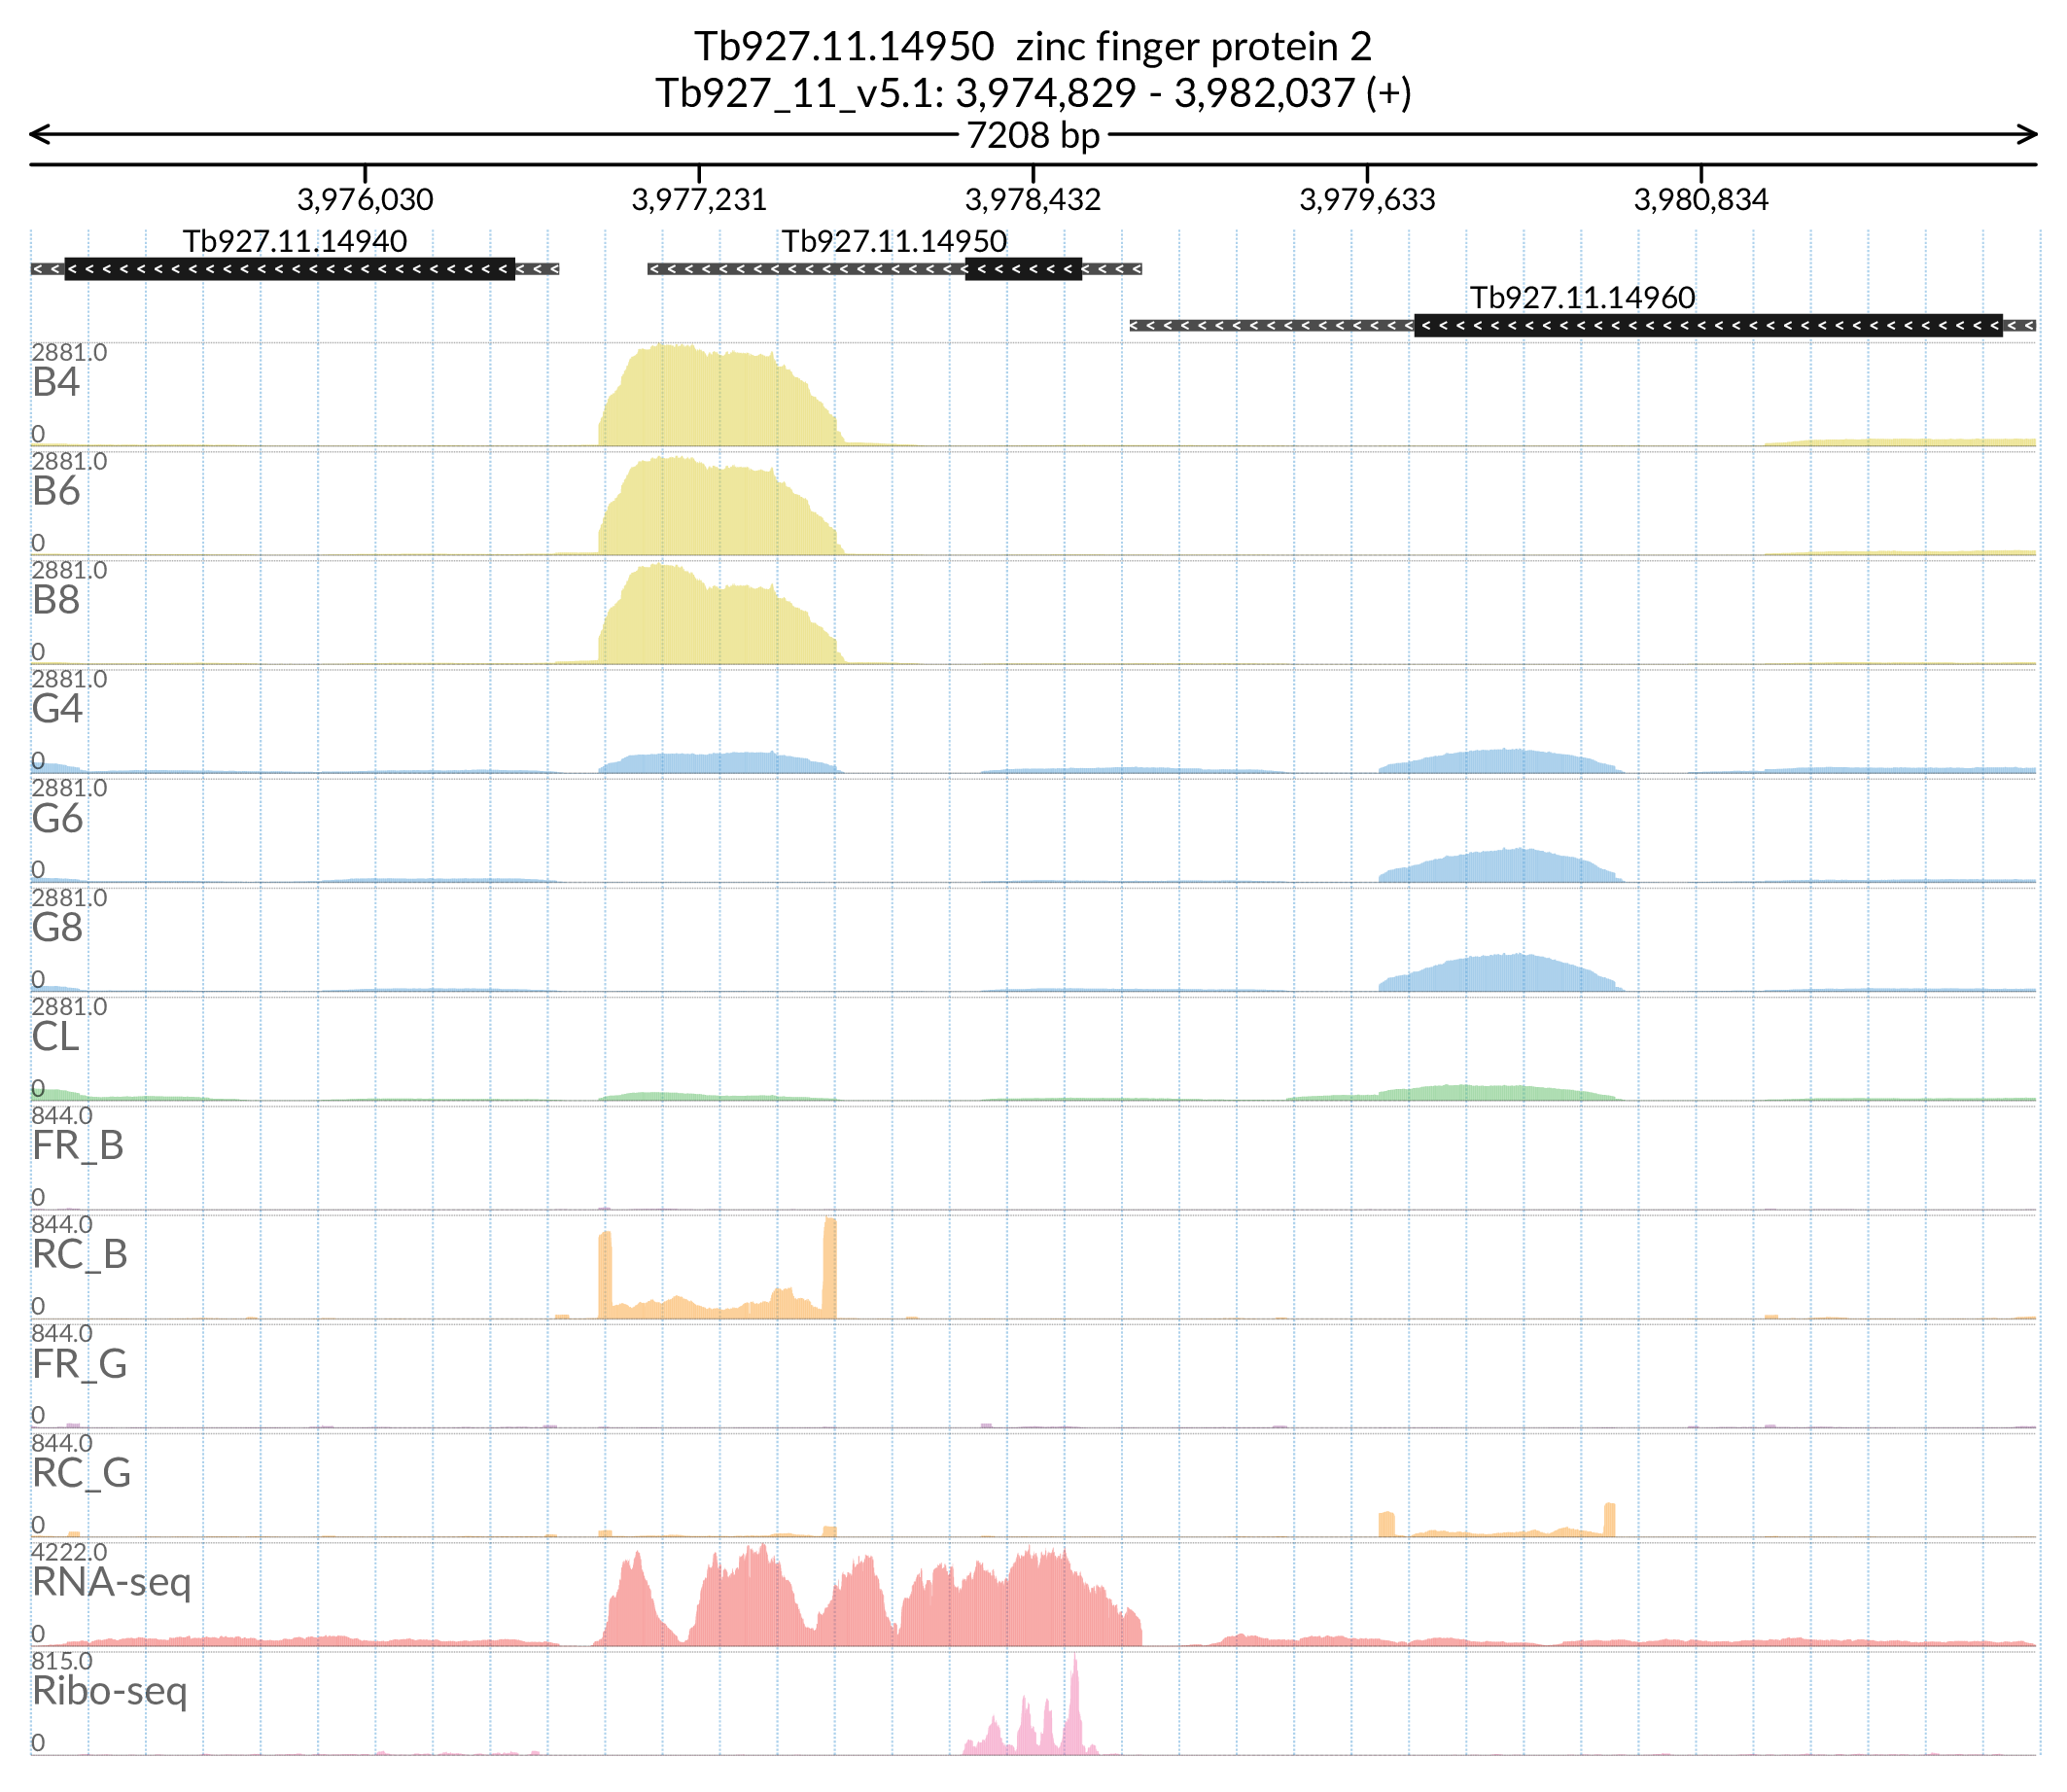 Tb927.11.14950 zinc finger protein 2
Tb927_11_v5.1: 3,974,829 - 3,982,037 (+)
7208 bp
3,976,030 3,977,231 3,978,432 3,979,633 3,980,834
Tb927.11.14940 Tb927.11.14950
Tb927.11.14960
2881.0
B4
0
2881.0
B6
0
2881.0
B8
0
2881.0
G4
0
2881.0
G6
0
2881.0
G8
0
2881.0
CL
0
844.0
FR_B
0
844.0
RC_B
0
844.0
FR_G
0
844.0
RC_G
0
4222.0
RNA-seq
0
815.0
Ribo-seq
0